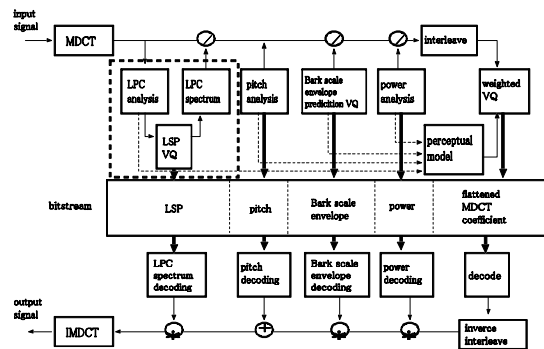 input
signal
MDCT
interleave
LPC
analysis
LPC
spectrum
pitch
analysis
Bark scale
envelope
predicition VQ
power
analysis
weighted
VQ
LSP
VQ
perceptual
model
bitstream
LSP
pitch
Bark scale
envelope
power
flattened
MDCT
coefficient
LPC
spectrum
decoding
pitch
decoding
Bark scale
envelope
decoding
power
decoding
decode
output
signal
IMDCT
inverce
interleave